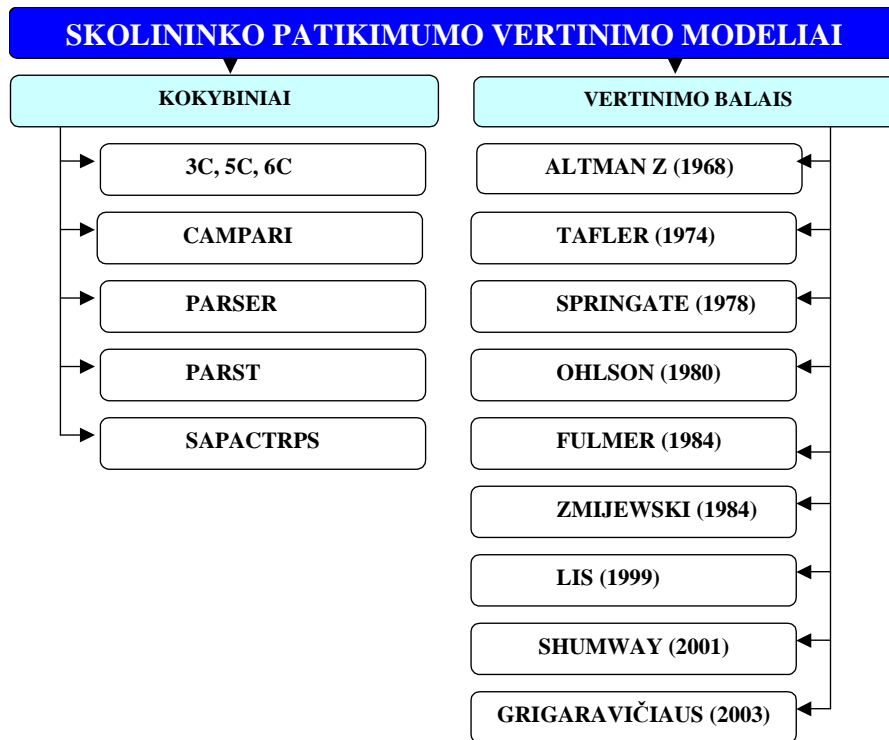 SKOLININKO PATIKIMUMO VERTINIMO MODELIAI
KOKYBINIAI
3C, 5C, 6C
CAMPARI
PARSER
PARST
SAPACTRPS
VERTINIMO BALAIS
ALTMAN Z (1968)
TAFLER (1974)
SPRINGATE (1978)
OHLSON (1980)
FULMER (1984)
ZMIJEWSKI (1984)
LIS (1999)
SHUMWAY (2001)
GRIGARAVIČIAUS (2003)